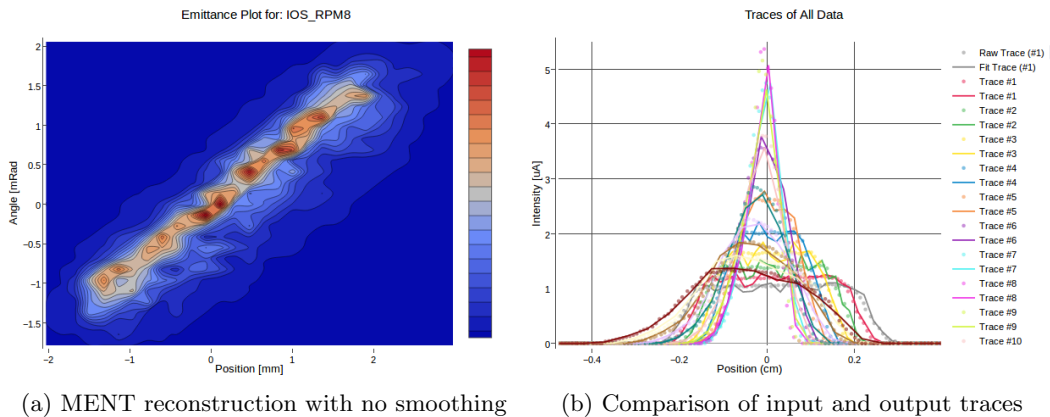 Emittance Plot for: IOS_RPM8
2
1.5
1
0.5
0
−0.5
−1
−1.5
Angle [mRad]
−2
−1
0
1
2
Position [mm]
(a) MENT reconstruction with no smoothing
Traces of All Data
5
4
3
2
1
0
Intensity [uA]
−0.4
−0.2
0
0.2
Position (cm)
Raw Trace (#1)
Fit Trace (#1)
Trace #1
Trace #1
Trace #2
Trace #2
Trace #3
Trace #3
Trace #4
Trace #4
Trace #5
Trace #5
Trace #6
Trace #6
Trace #7
Trace #7
Trace #8
Trace #8
Trace #9
Trace #9
Trace #10
(b) Comparison of input and output traces